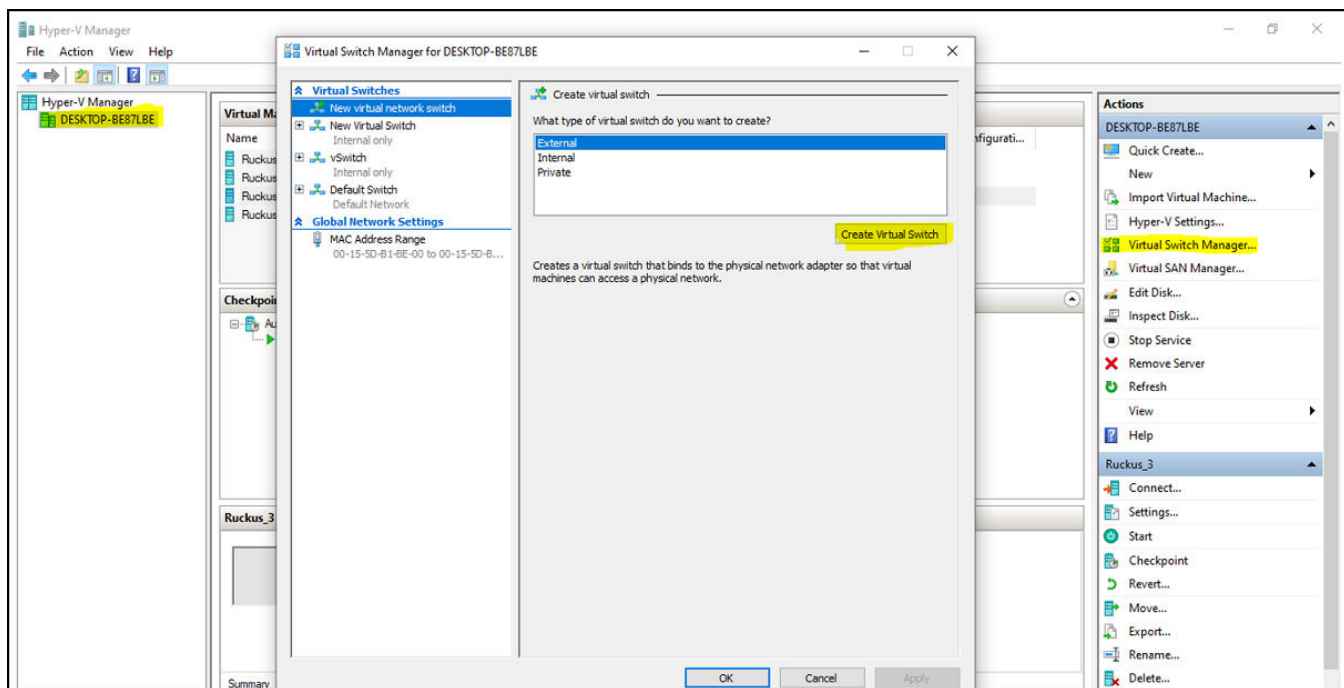 Hyper-V Manager
File Action View Help
Hyper-V Manager
DESKTOP-BE87LBE
Name
Ruckus
Ruckus
Ruckus
Ruckus
Ruckus_3
Summary
Virtual Switch Manager for DESKTOP-BE87LBE
Virtual Switches
New virtual network switch
New Virtual Switch
Internal only
vSwitch
Internal only
Default Switch
Default Network
Global Network Settings
MAC Address Range
00-15-5D-B1-BE-00 to 00-15-5D-B...
Create virtual switch
What type of virtual switch do you want to create?
External
Internal
Private
Create Virtual Switch
Creates a virtual switch that binds to the physical network adapter so that virtual
machines can access a physical network.
OK Cancel Apply
Actions
DESKTOP-BE87LBE
Quick Create...
New
Import Virtual Machine...
Hyper-V Settings...
Virtual Switch Manager...
Virtual SAN Manager...
Edit Disk...
Inspect Disk...
Stop Service
Remove Server
Refresh
View
Help
Ruckus_3
Connect...
Settings...
Start
Checkpoint
Revert...
Move...
Export...
Rename...
Delete...